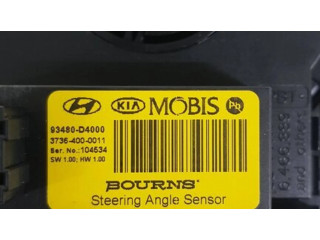 KIA MOBIS Pb
93480-D4000
3736-400-0011
Ser. No.: 104534
SW 1.00; HW 1.00
BOURNS
Steering Angle Sensor